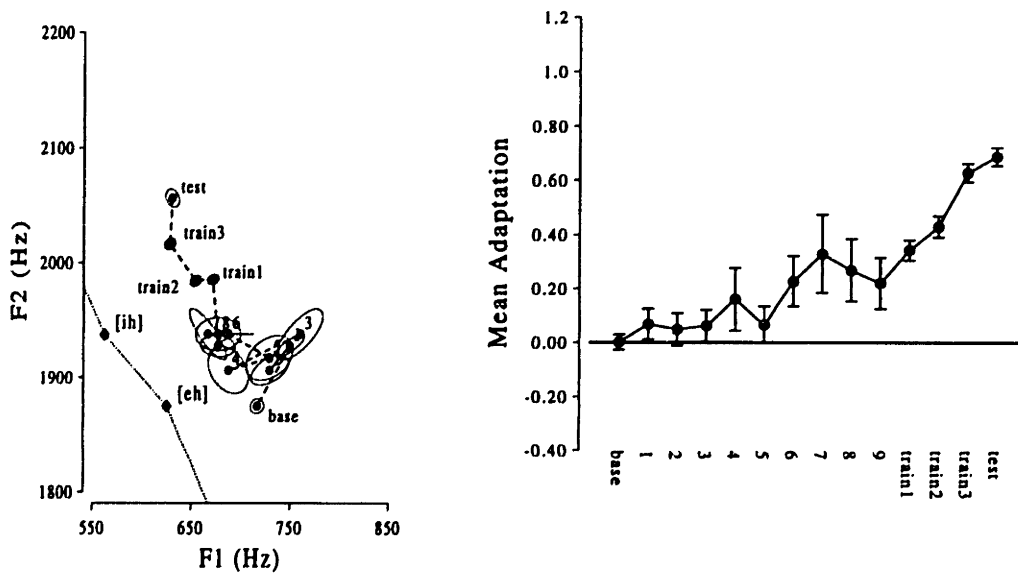 2200
2100
2000
1900
1800
F2 (Hz)
test
train3
train2
train1
[ih]
[eh]
6
3
base
550
650
750
850
F1 (Hz)
1.2
1.0
0.80
0.60
0.40
0.20
0.00
-0.20
-0.40
Mean Adaptation
base
1
2
3
4
5
6
7
8
9
train1
train2
train3
test